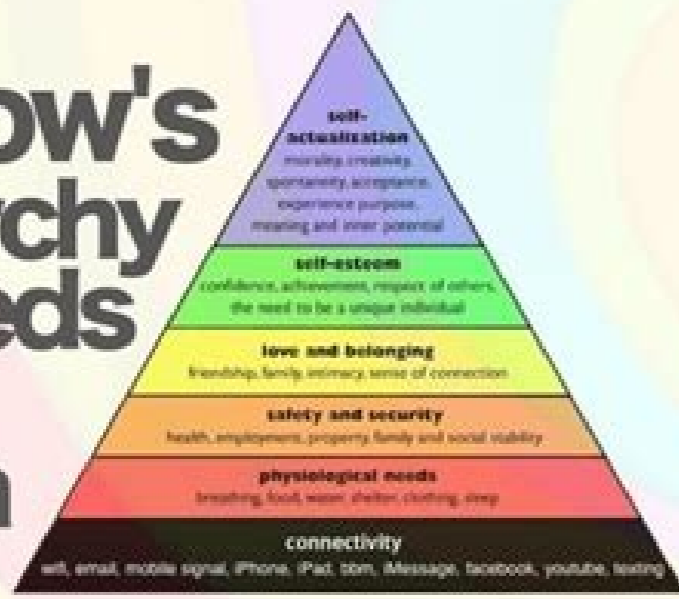 ow's
rchy
eds
self-
actualization
morality, creativity,
spontaneity, acceptance,
experience purpose,
meaning and inner potential
self-esteem
confidence, achievement, respect of others,
the need to be a unique individual
love and belonging
friendship, family, intimacy, sense of connection
safety and security
health, employment, property, family and social stability
physiological needs
breathing, food, water, shelter, clothing, sleep
connectivity
wifi, email, mobile signal, iPhone, iPad, bbm, iMessage, facebook, youtube, texting